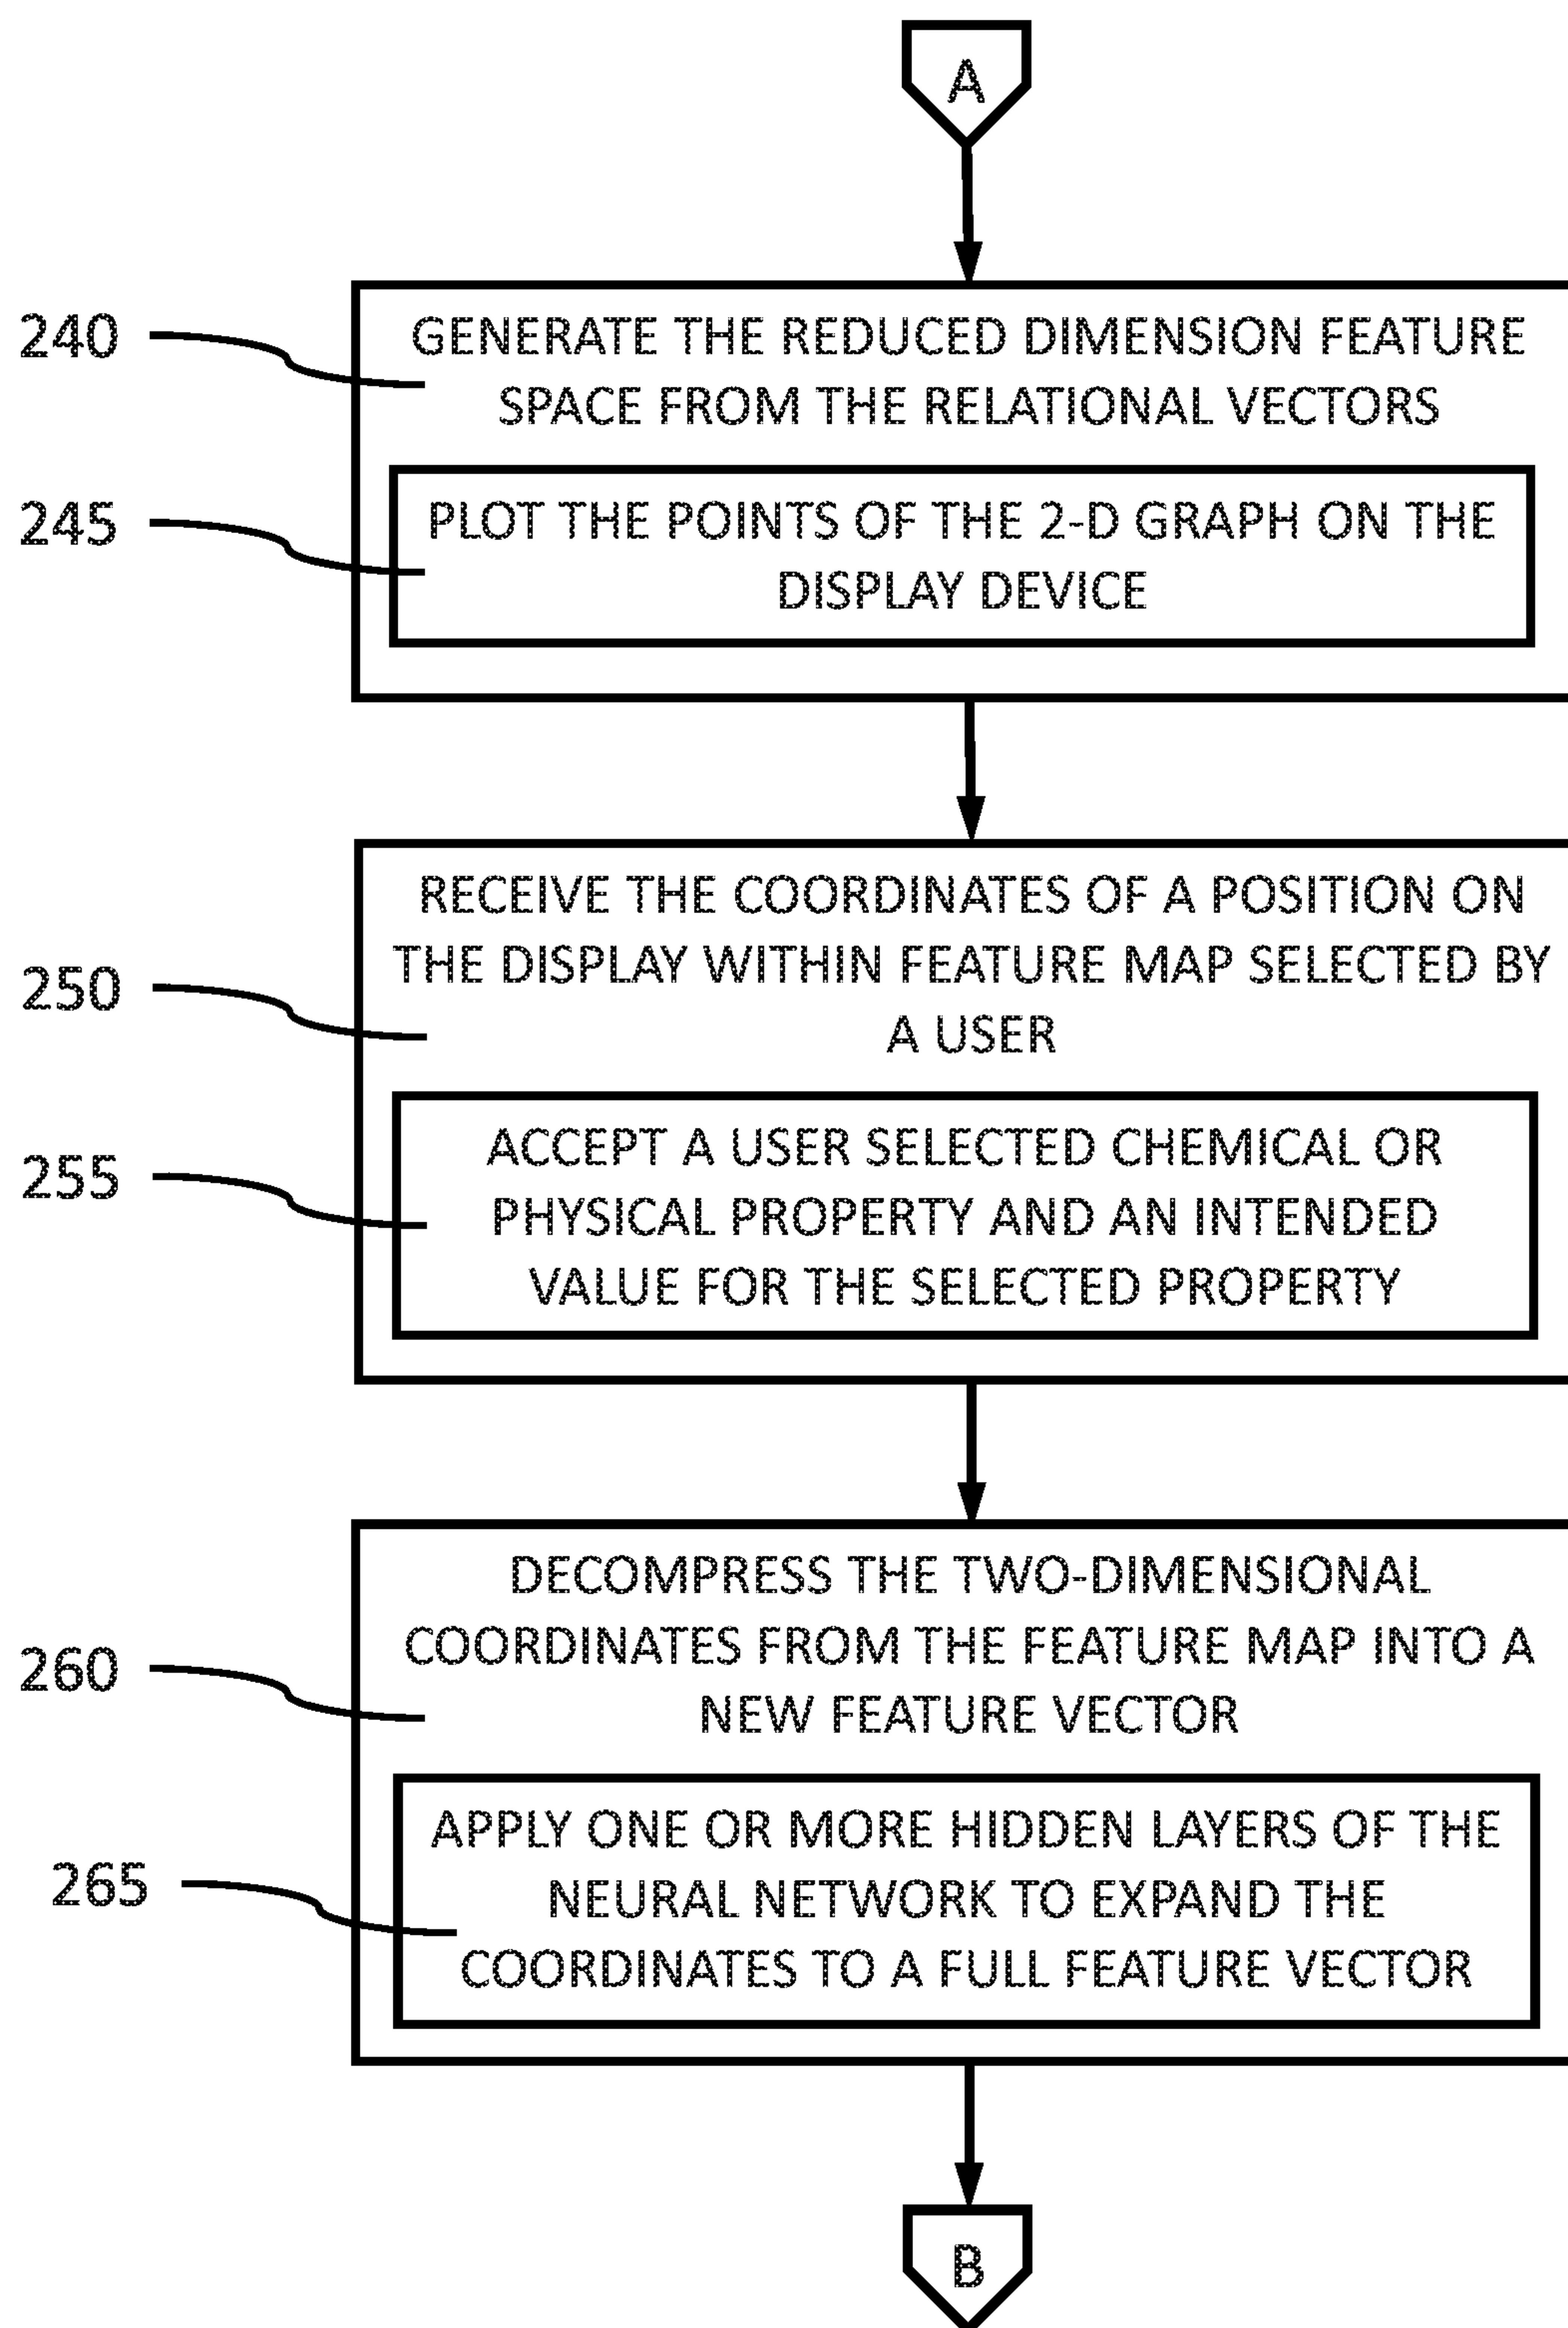 A
240
GENERATE THE REDUCED DIMENSION FEATURE
SPACE FROM THE RELATIONAL VECTORS
245
PLOT THE POINTS OF THE 2-D GRAPH ON THE
DISPLAY DEVICE
250
RECEIVE THE COORDINATES OF A POSITION ON
THE DISPLAY WITHIN FEATURE MAP SELECTED BY
A USER
255
ACCEPT A USER SELECTED CHEMICAL OR
PHYSICAL PROPERTY AND AN INTENDED
VALUE FOR THE SELECTED PROPERTY
260
DECOMPRESS THE TWO-DIMENSIONAL
COORDINATES FROM THE FEATURE MAP INTO A
NEW FEATURE VECTOR
265
APPLY ONE OR MORE HIDDEN LAYERS OF THE
NEURAL NETWORK TO EXPAND THE
COORDINATES TO A FULL FEATURE VECTOR
B